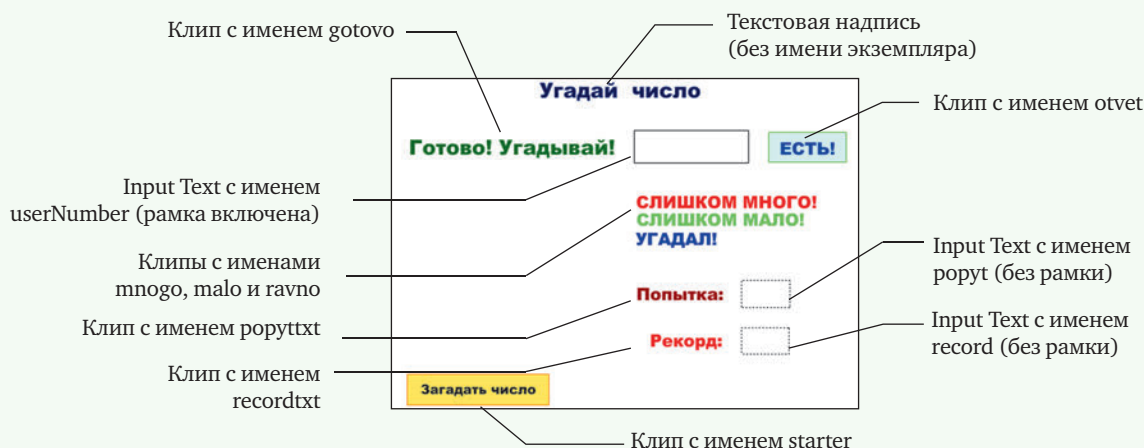 Клип с именем gotovo
Текстовая надпись
(без имени экземпляра)
Угадай число
Клип с именем otvet
Готово! Угадывай!
ЕСТЬ!
Input Text с именем
userNumber (рамка включена)
СЛИШКОМ МНОГО!
СЛИШКОМ МАЛО!
УГАДАЛ!
Клипы с именами
mnogo, malo и ravno
Input Text с именем
popyt (без рамки)
Попытка:
Клип с именем popyttxt
Input Text с именем
record (без рамки)
Рекорд:
Клип с именем
recordtxt
Загадать число
Клип с именем starter